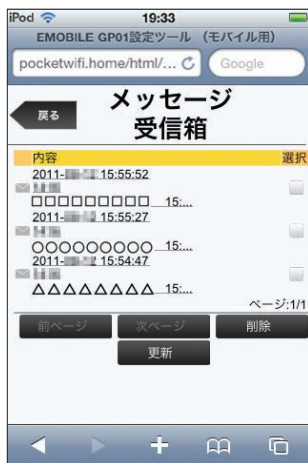 iPod 19:33
EMOBILE GP01設定ツール （モバイル用）
pocketwifi.home/html/... Google
戻る
メッセージ
受信箱
内容 選択
2011- 15:55:52
□□□□□□□□□ 15:...
2011- 15:55:27
○○○○○○○○○ 15:...
2011- 15:54:47
△△△△△△△△ 15:...
ページ:1/1
前ページ 次ページ 削除
更新